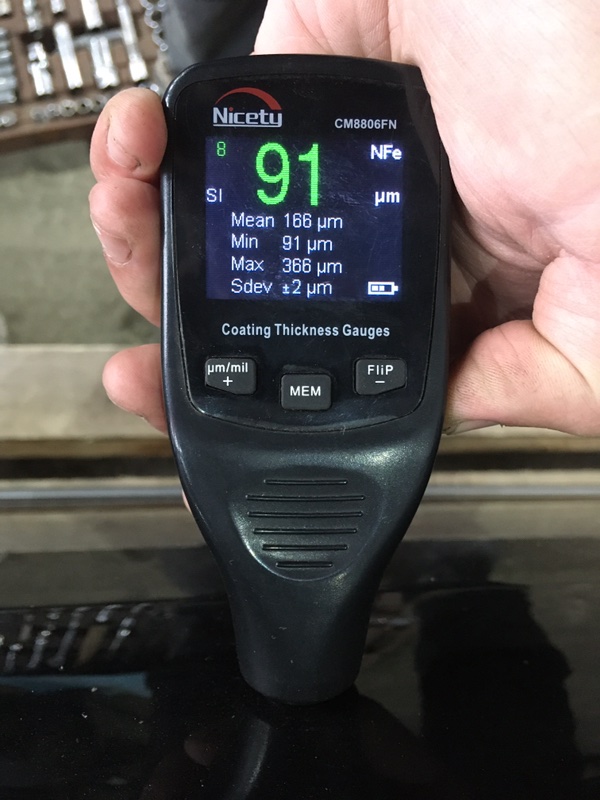 Nicety
CM8806FN
8 91 NFe
SI μm
Mean 166 μm
Min 91 μm
Max 366 μm
Sdev ±2 μm
Coating Thickness Gauges
μm/mil
+
MEM
FliP
−